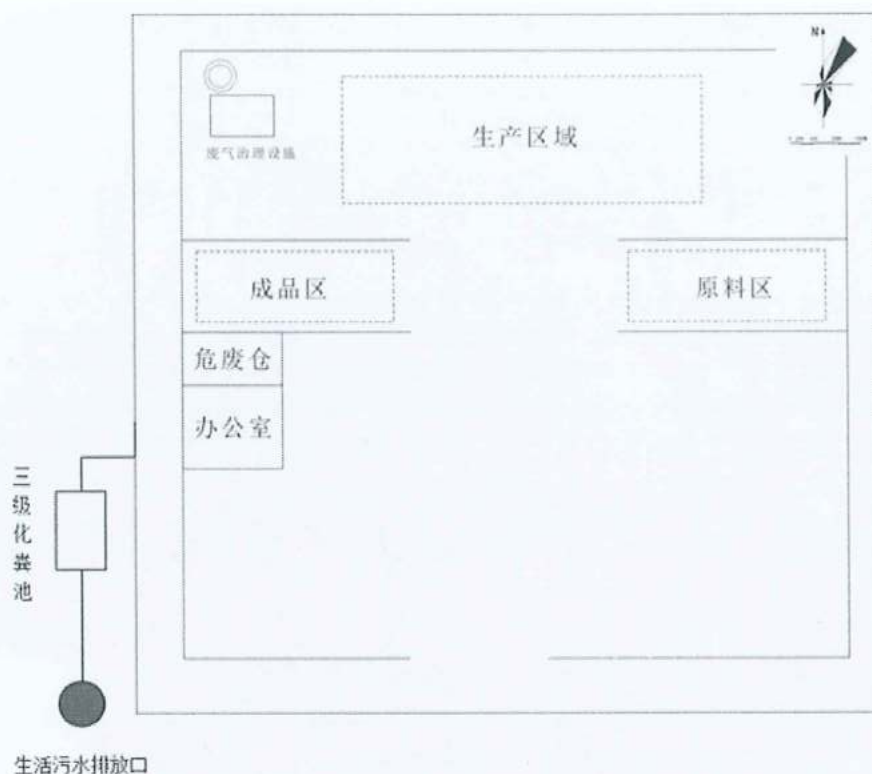 N
生产区域
废气治理设施
成品区
原料区
危废仓
办公室
三级化粪池
生活污水排放口